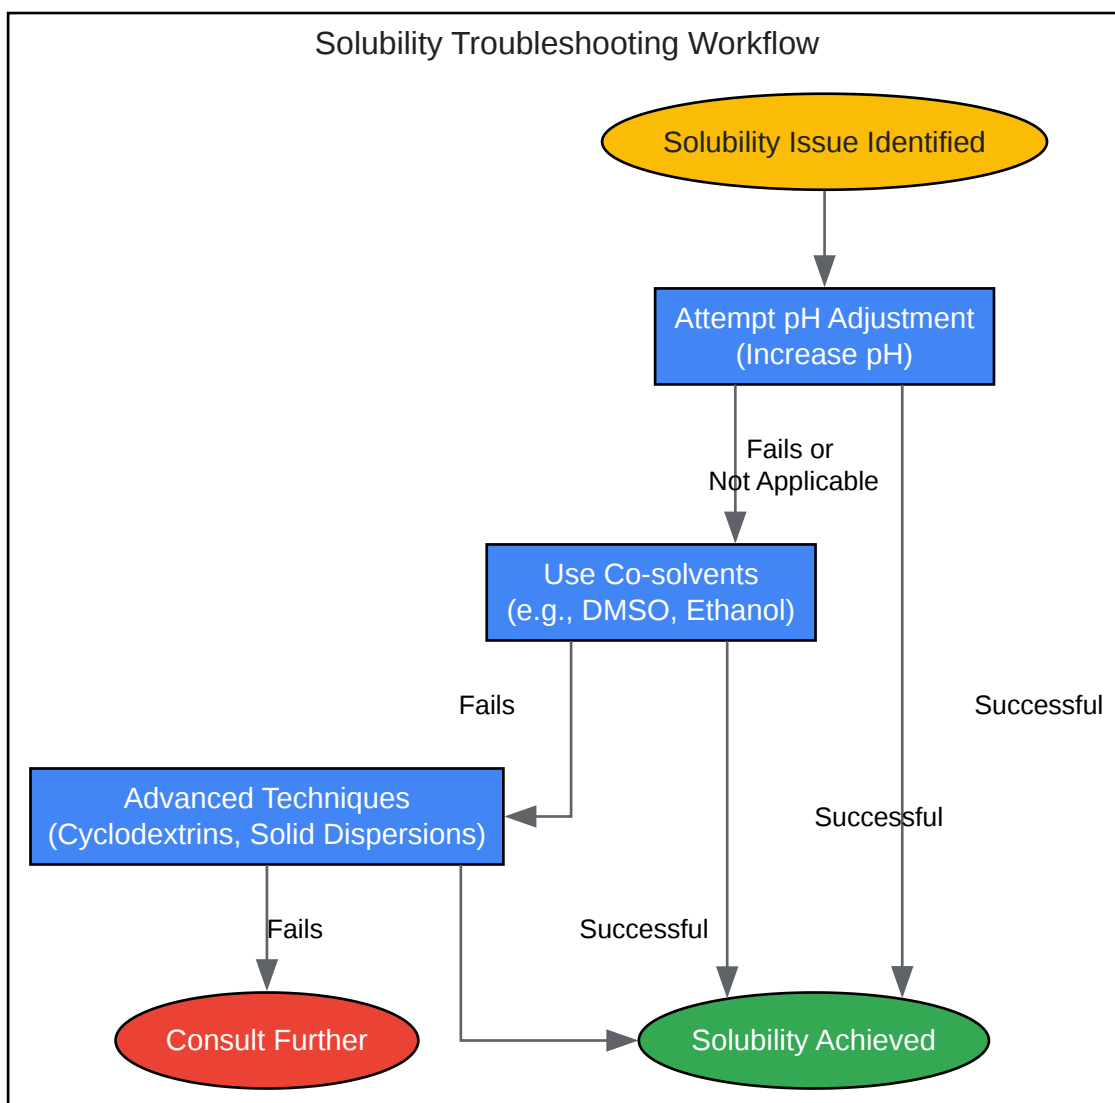 Solubility Troubleshooting Workflow
Solubility Issue Identified
Attempt pH Adjustment
(Increase pH)
Fails or
Not Applicable
Use Co-solvents
(e.g., DMSO, Ethanol)
Fails
Successful
Advanced Techniques
(Cyclodextrins, Solid Dispersions)
Successful
Fails
Successful
Consult Further
Solubility Achieved